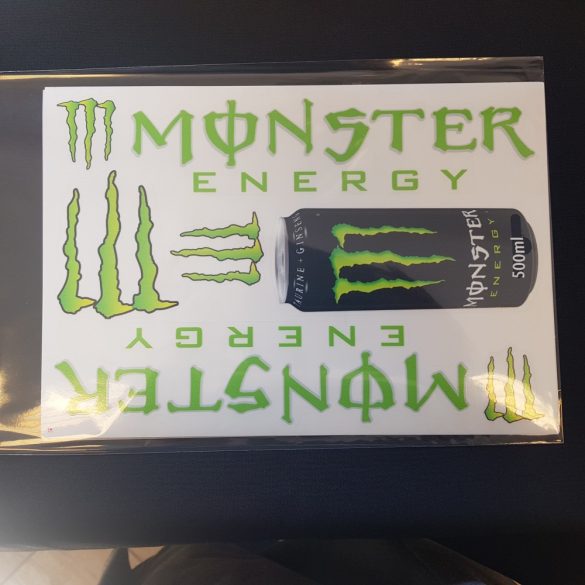 MONSTER
ENERGY
TAURINE + GINSENG
MONSTER
ENERGY
500ml
ENERGY
MONSTER